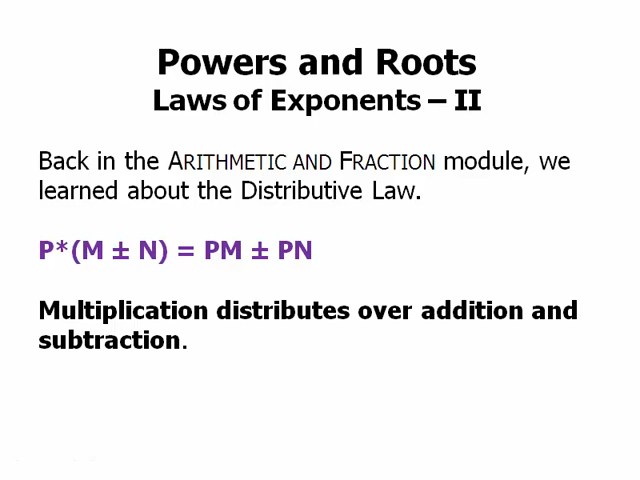 Powers and Roots
Laws of Exponents – II
Back in the ARITHMETIC AND FRACTION module, we
learned about the Distributive Law.
P*(M ± N) = PM ± PN
Multiplication distributes over addition and
subtraction.